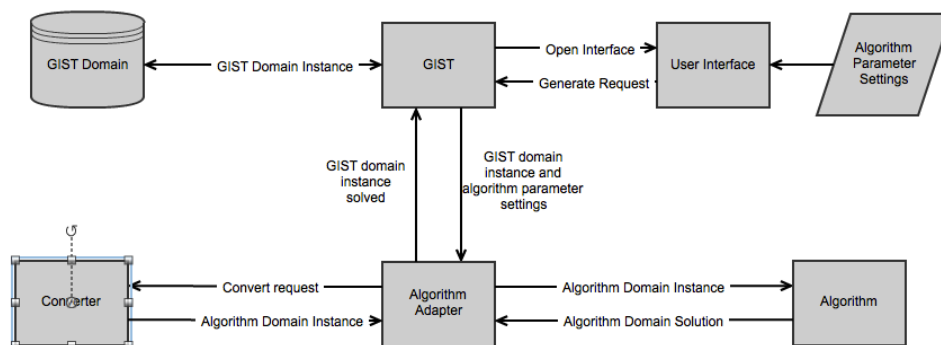 GIST Domain
GIST Domain Instance
GIST
Open Interface
Generate Request
User Interface
Algorithm
Parameter
Settings
GIST domain
instance
solved
GIST domain
instance and
algorithm parameter
settings
Converter
Convert request
Algorithm Domain Instance
Algorithm
Adapter
Algorithm Domain Instance
Algorithm Domain Solution
Algorithm